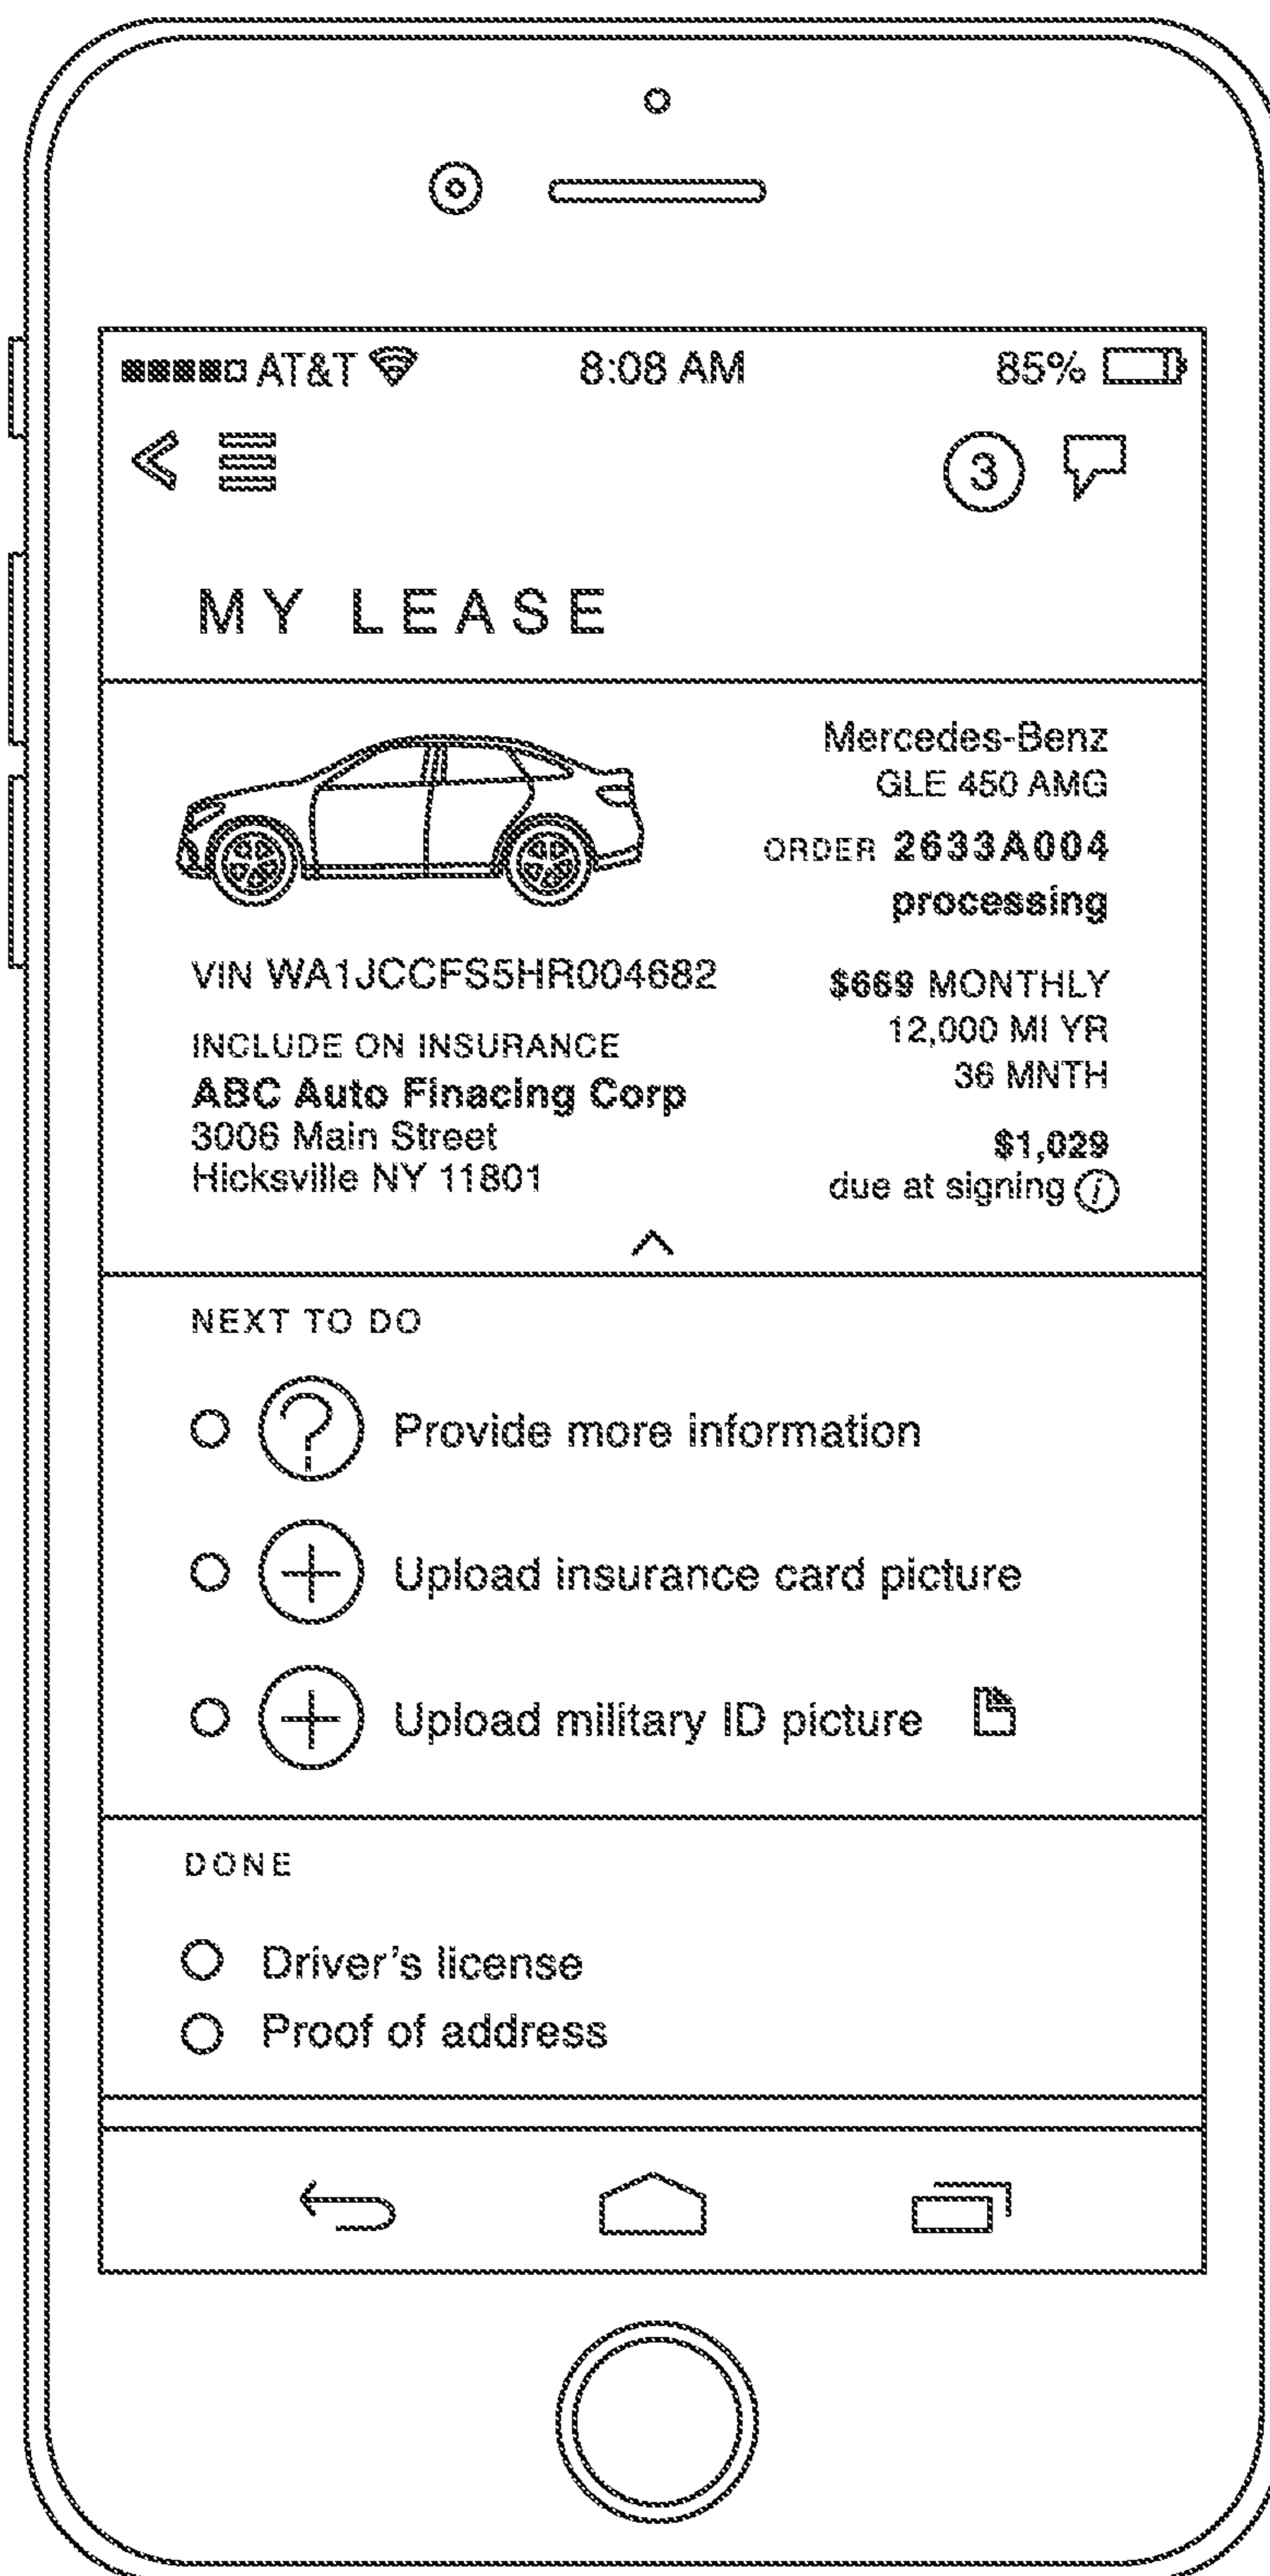 AT&T 8:08 AM 85%
3
MY LEASE
Mercedes-Benz
GLE 450 AMG
ORDER 2633A004
processing
VIN WA1JCCFS5HR004682
INCLUDE ON INSURANCE
ABC Auto Finacing Corp
3006 Main Street
Hicksville NY 11801
$669 MONTHLY
12,000 MI YR
36 MNTH
$1,029
due at signing i
NEXT TO DO
? Provide more information
+ Upload insurance card picture
+ Upload military ID picture
DONE
Driver's license
Proof of address